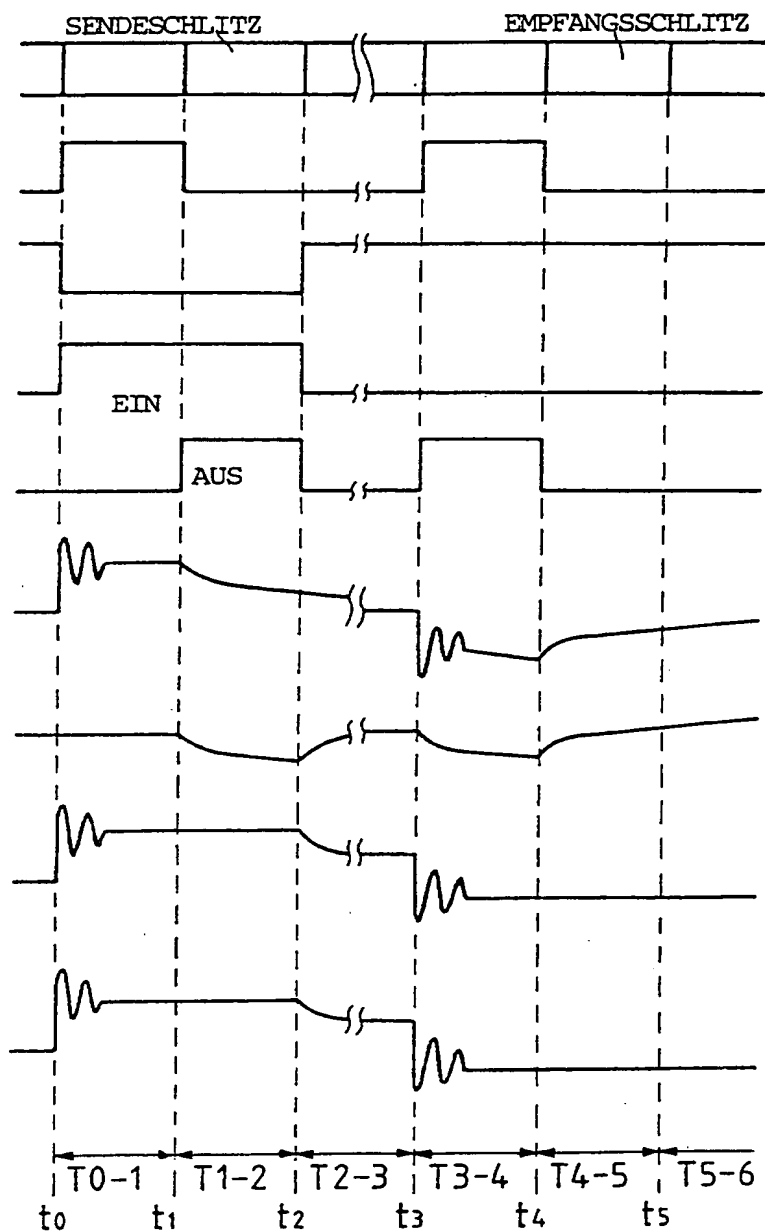 SENDESCHLITZ EMPFANGSSCHLITZ
EIN
AUS
T0-1 T1-2 T2-3 T3-4 T4-5 T5-6
t0 t1 t2 t3 t4 t5